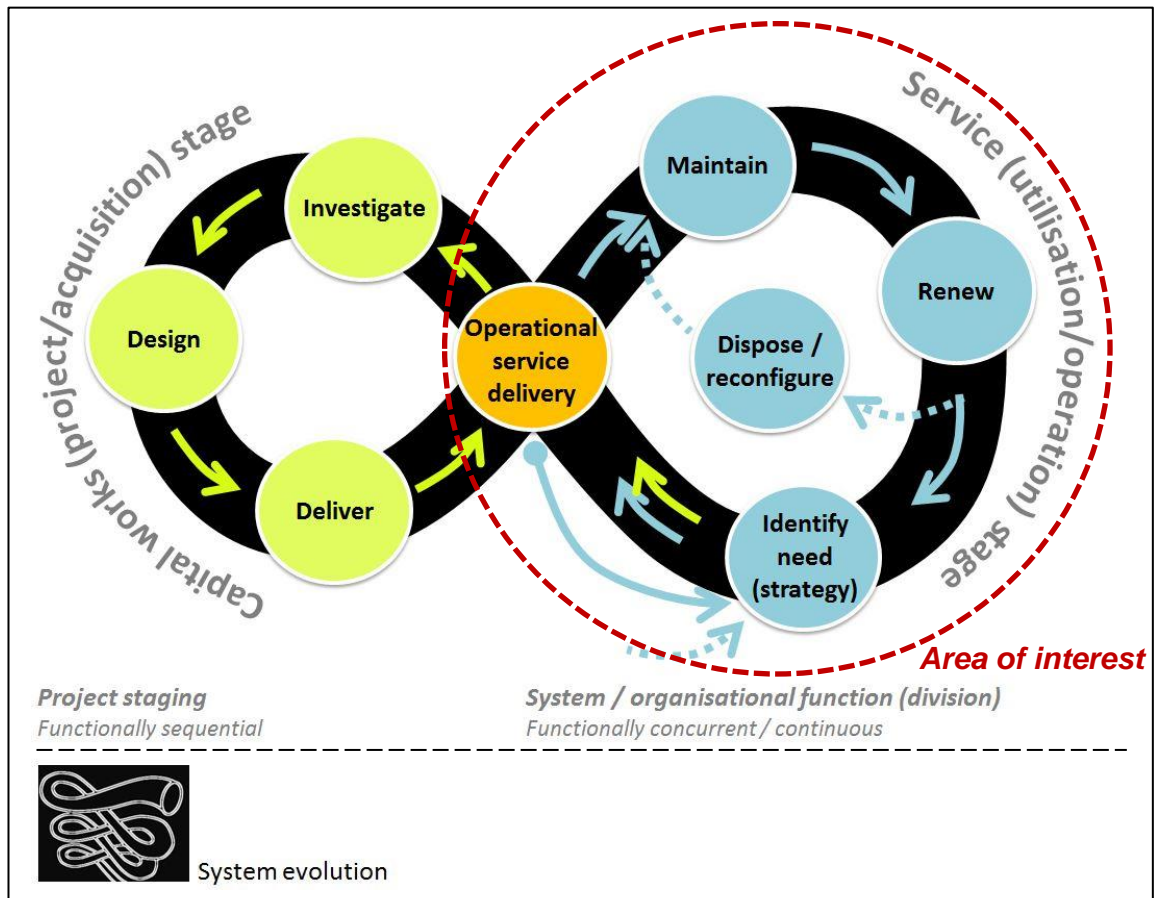 Capital works (project/acquisition) stage
Service (utilisation/operation) stage
Investigate
Design
Deliver
Operational
service
delivery
Maintain
Renew
Dispose /
reconfigure
Identify
need
(strategy)
Area of interest
Project staging
Functionally sequential
System / organisational function (division)
Functionally concurrent / continuous
System evolution